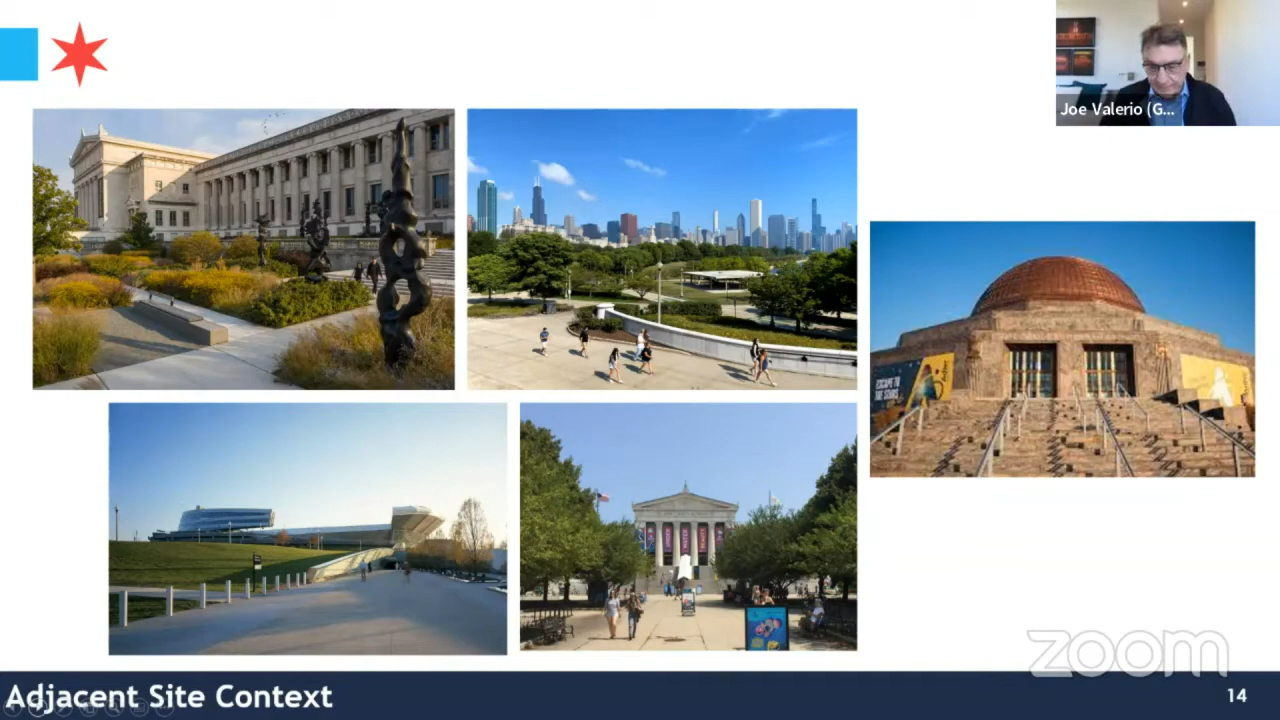 Joe Valerio (G...
ESCAPE TO
THE STARS
zoom
Adjacent Site Context
14